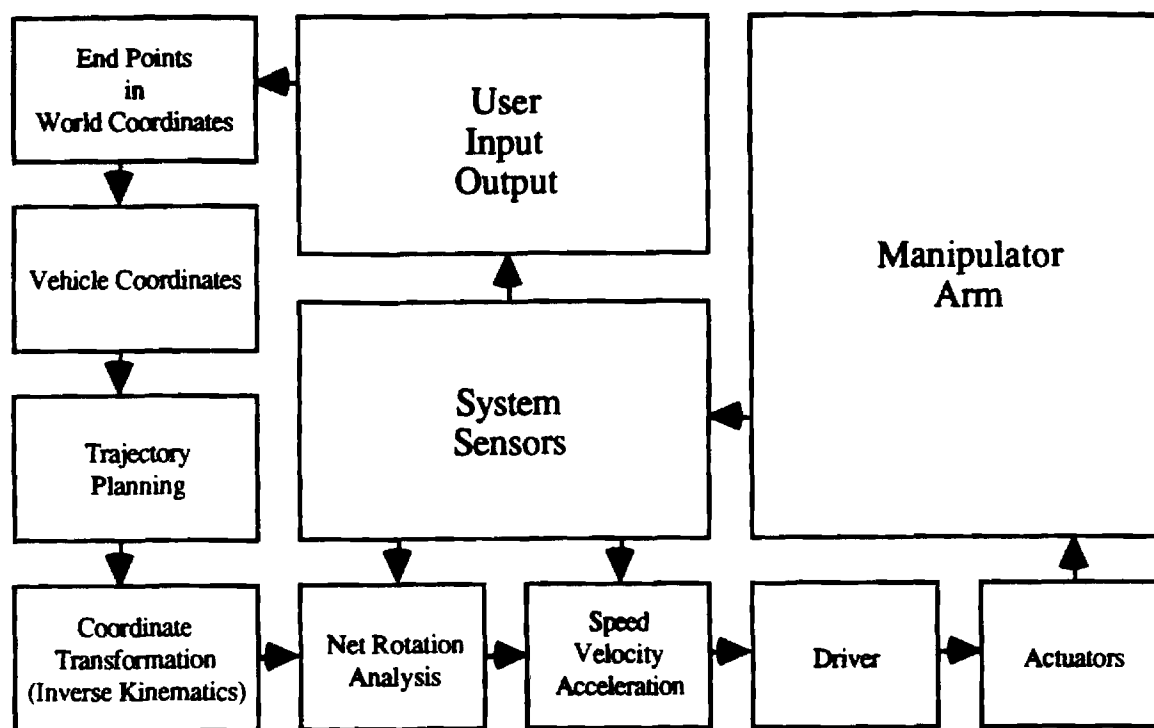 End Points
in
World Coordinates
User
Input
Output
Manipulator
Arm
Vehicle Coordinates
System
Sensors
Trajectory
Planning
Coordinate
Transformation
(Inverse Kinematics)
Net Rotation
Analysis
Speed
Velocity
Acceleration
Driver
Actuators